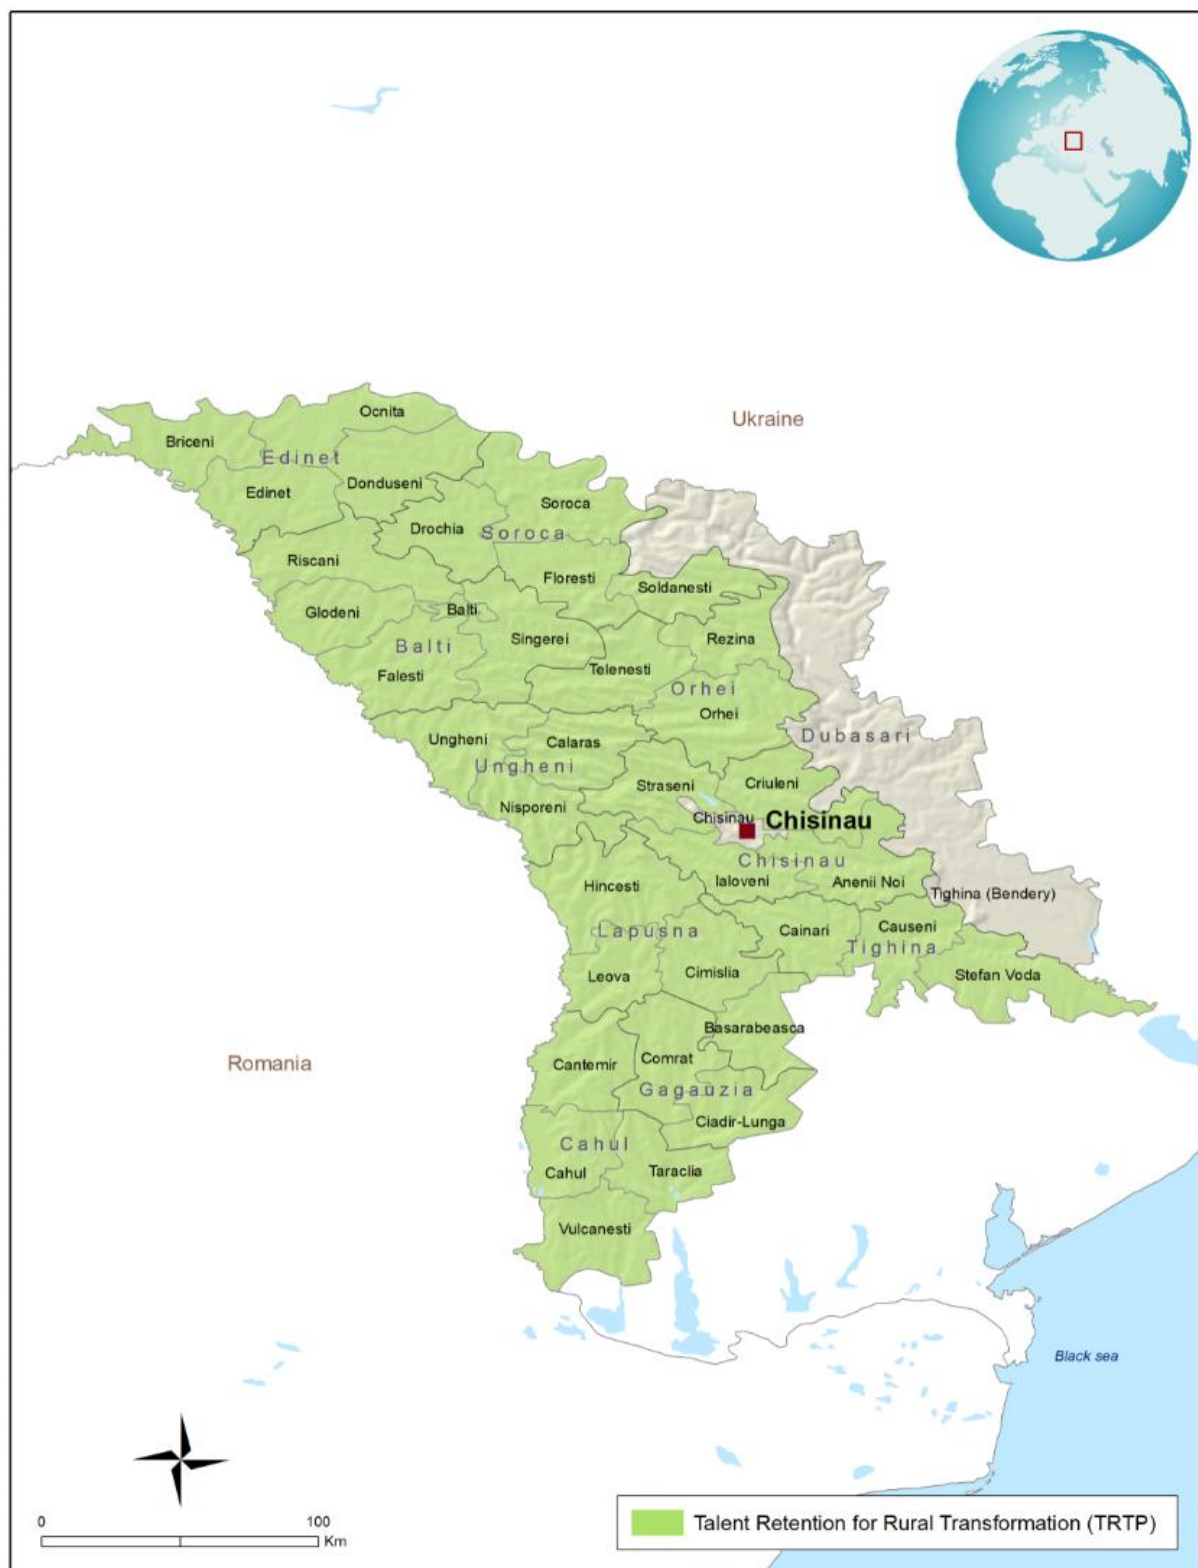 Ukraine
Ocnita
Briceni
Edinet
Donduseni
Edinet
Soroca
Drochia
Soroca
Riscani
Floresti
Soldanesti
Glodeni
Balti
Singerei
Rezina
Balti
Telenesti
Falesti
Orhei
Orhei
Dubasari
Ungheni
Calaras
Ungheni
Straseni
Criuleni
Nisporeni
Chisinau
Chisinau
Chisinau
Ialoveni
Anenii Noi
Hincesti
Tighina (Bendery)
Lapusna
Cainari
Causeni
Tighina
Leova
Cimislia
Stefan Voda
Basarabeasca
Romania
Cantemir
Comrat
Gagauzia
Ciadir-Lunga
Cahul
Cahul
Taraclia
Vulcanesti
Black sea
0 100
Km
Talent Retention for Rural Transformation (TRTP)